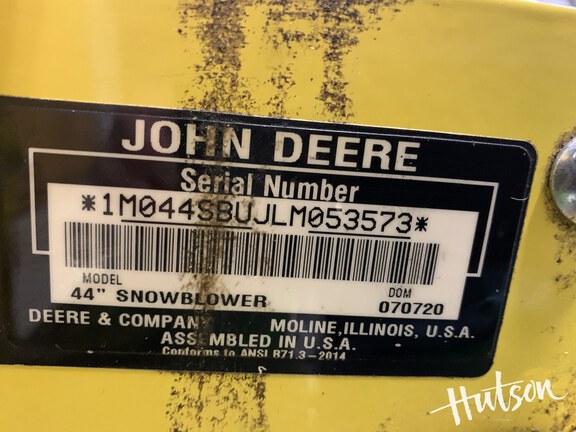 JOHN DEERE
Serial Number
*1M044SBUJLM053573*
MODEL DOM
44" SNOWBLOWER 070720
DEERE & COMPANY MOLINE, ILLINOIS, U.S.A.
ASSEMBLED IN U.S.A.
Conforms to ANSI B71.3-2014
Hutson